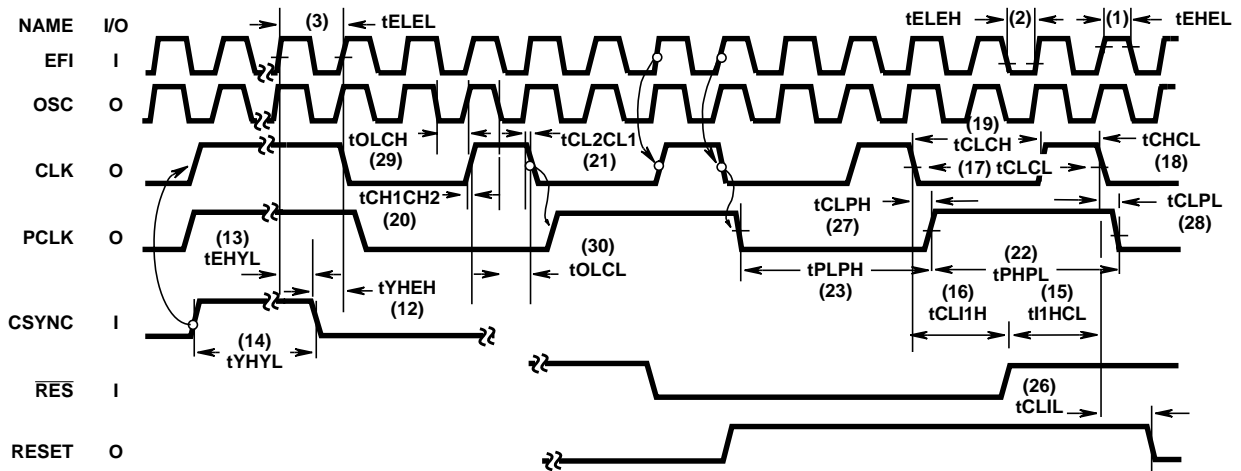 NAME I/O
(3) tELEL tELEH (2) (1) tEHEL
EFI I
OSC O
tOLCH
(29)
tCL2CL1
(21)
(19)
tCLCH
tCHCL
(18)
CLK O
(17) tCLCL
tCH1CH2
(20)
tCLPH
(27)
tCLPL
(28)
PCLK O
(13)
tEHYL
(30)
tOLCL
tPLPH
(23)
(22)
tPHPL
tYHEH
(12)
(16)
tCLI1H
(15)
tI1HCL
CSYNC I
(14)
tYHYL
RES I
(26)
tCLIL
RESET O